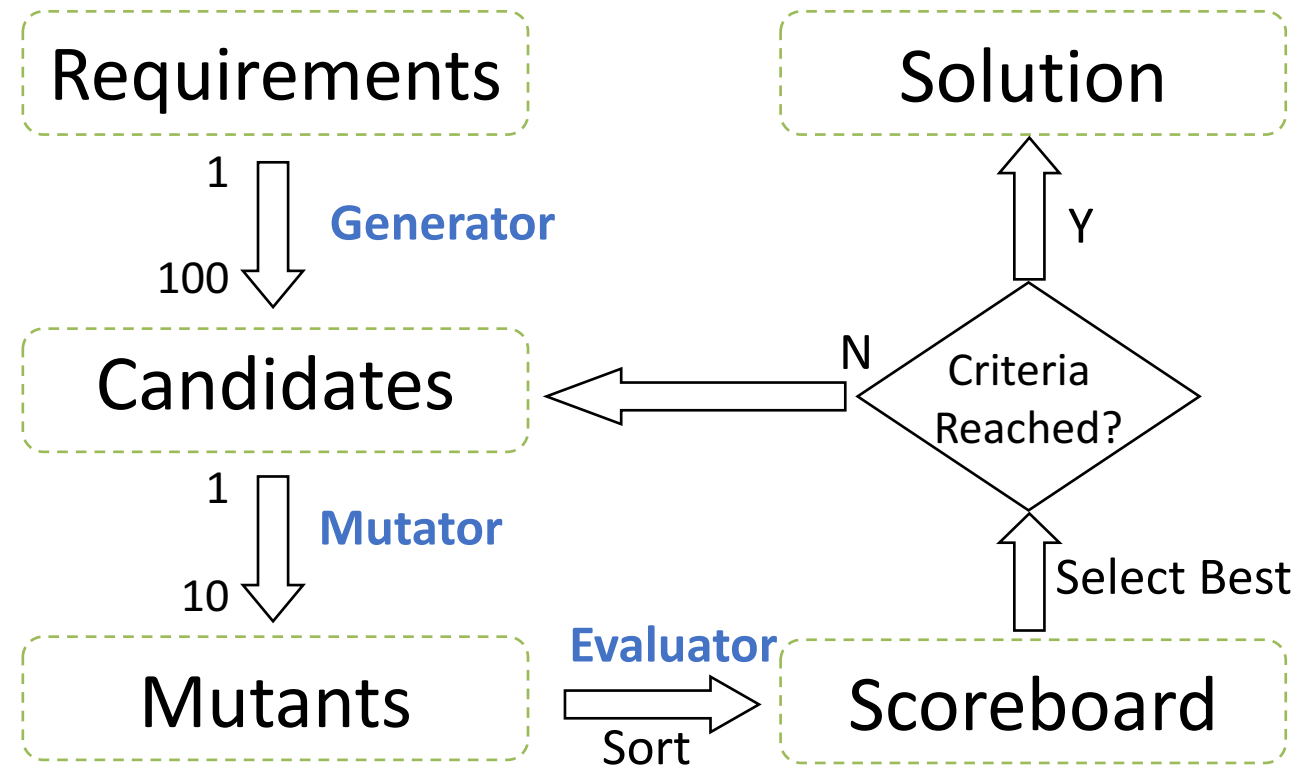 Requirements
Solution
1
Generator
100
Y
Candidates
N
Criteria
Reached?
1
Mutator
10
Select Best
Mutants
Evaluator
Sort
Scoreboard